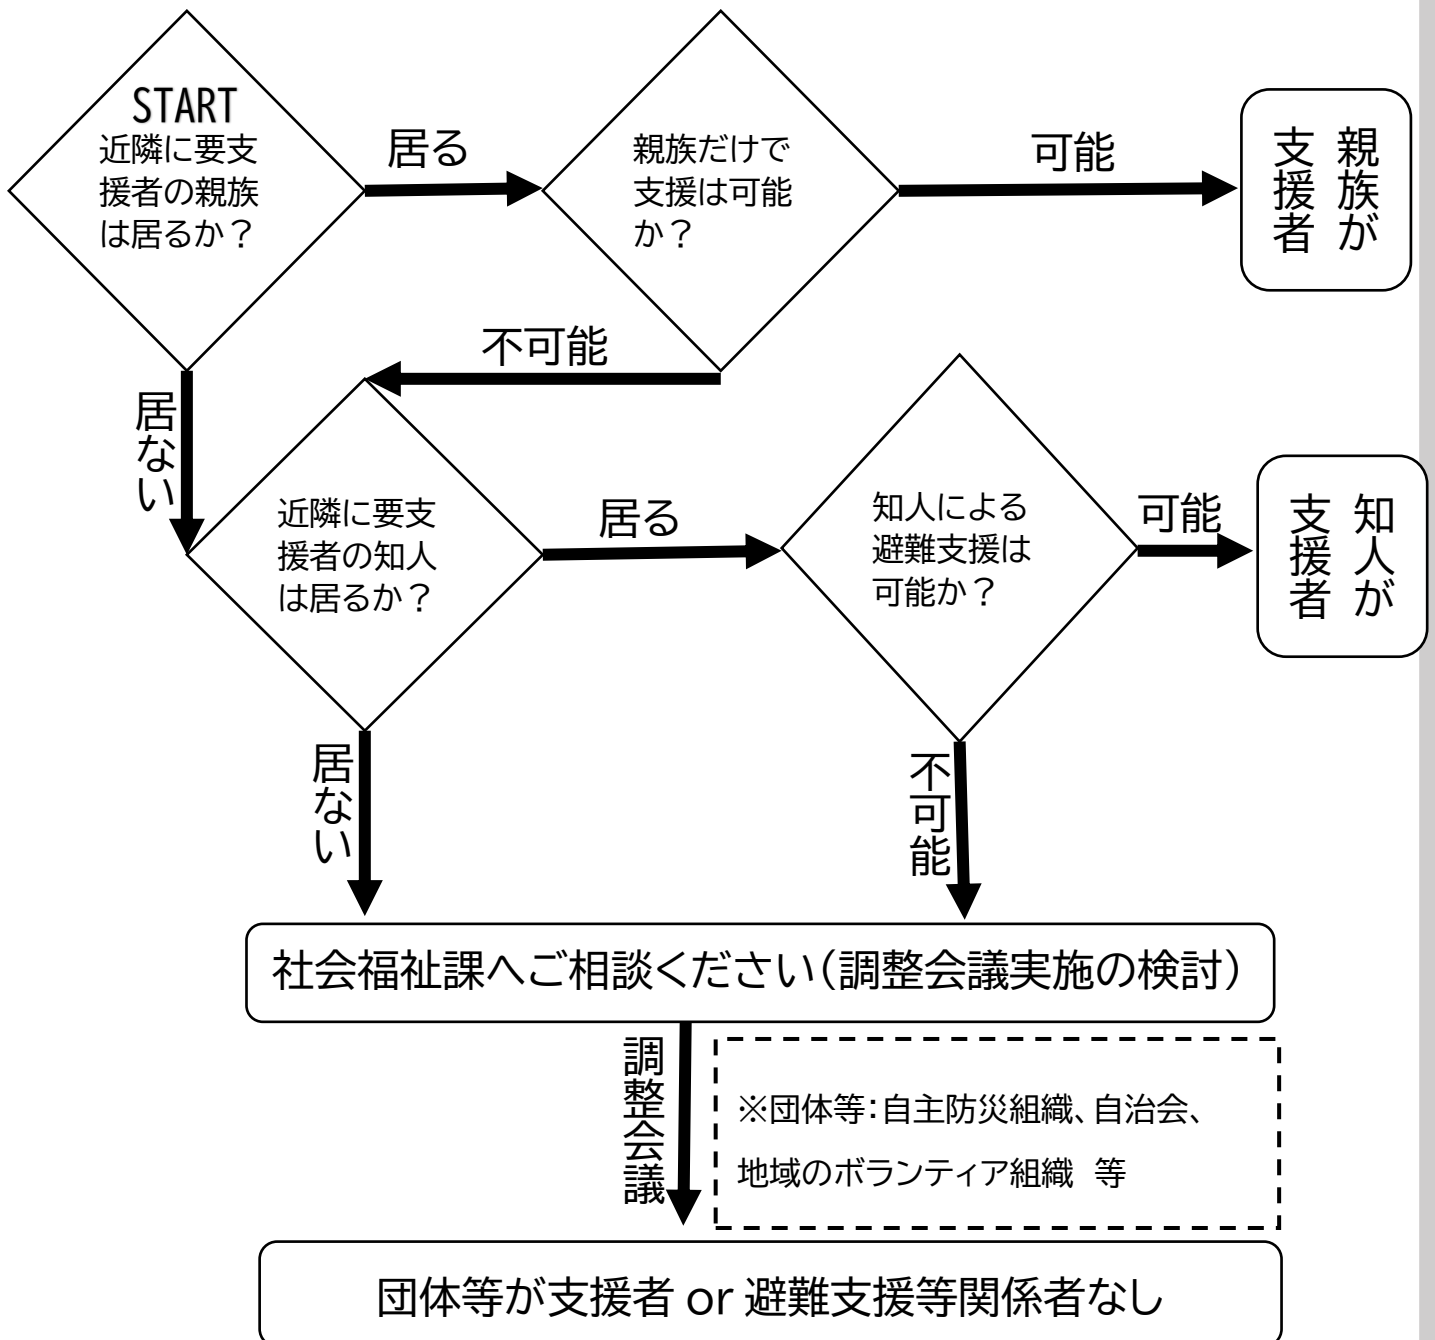 START
近隣に要支
援者の親族
は居るか？
居る
親族だけで
支援は可能
か？
可能
親族が
支援者
不可能
居ない
近隣に要支
援者の知人
は居るか？
居る
知人による
避難支援は
可能か？
可能
知人が
支援者
居ない
不可能
社会福祉課へご相談ください（調整会議実施の検討）
調整会議
※団体等：自主防災組織、自治会、
地域のボランティア組織　等
団体等が支援者 or 避難支援等関係者なし